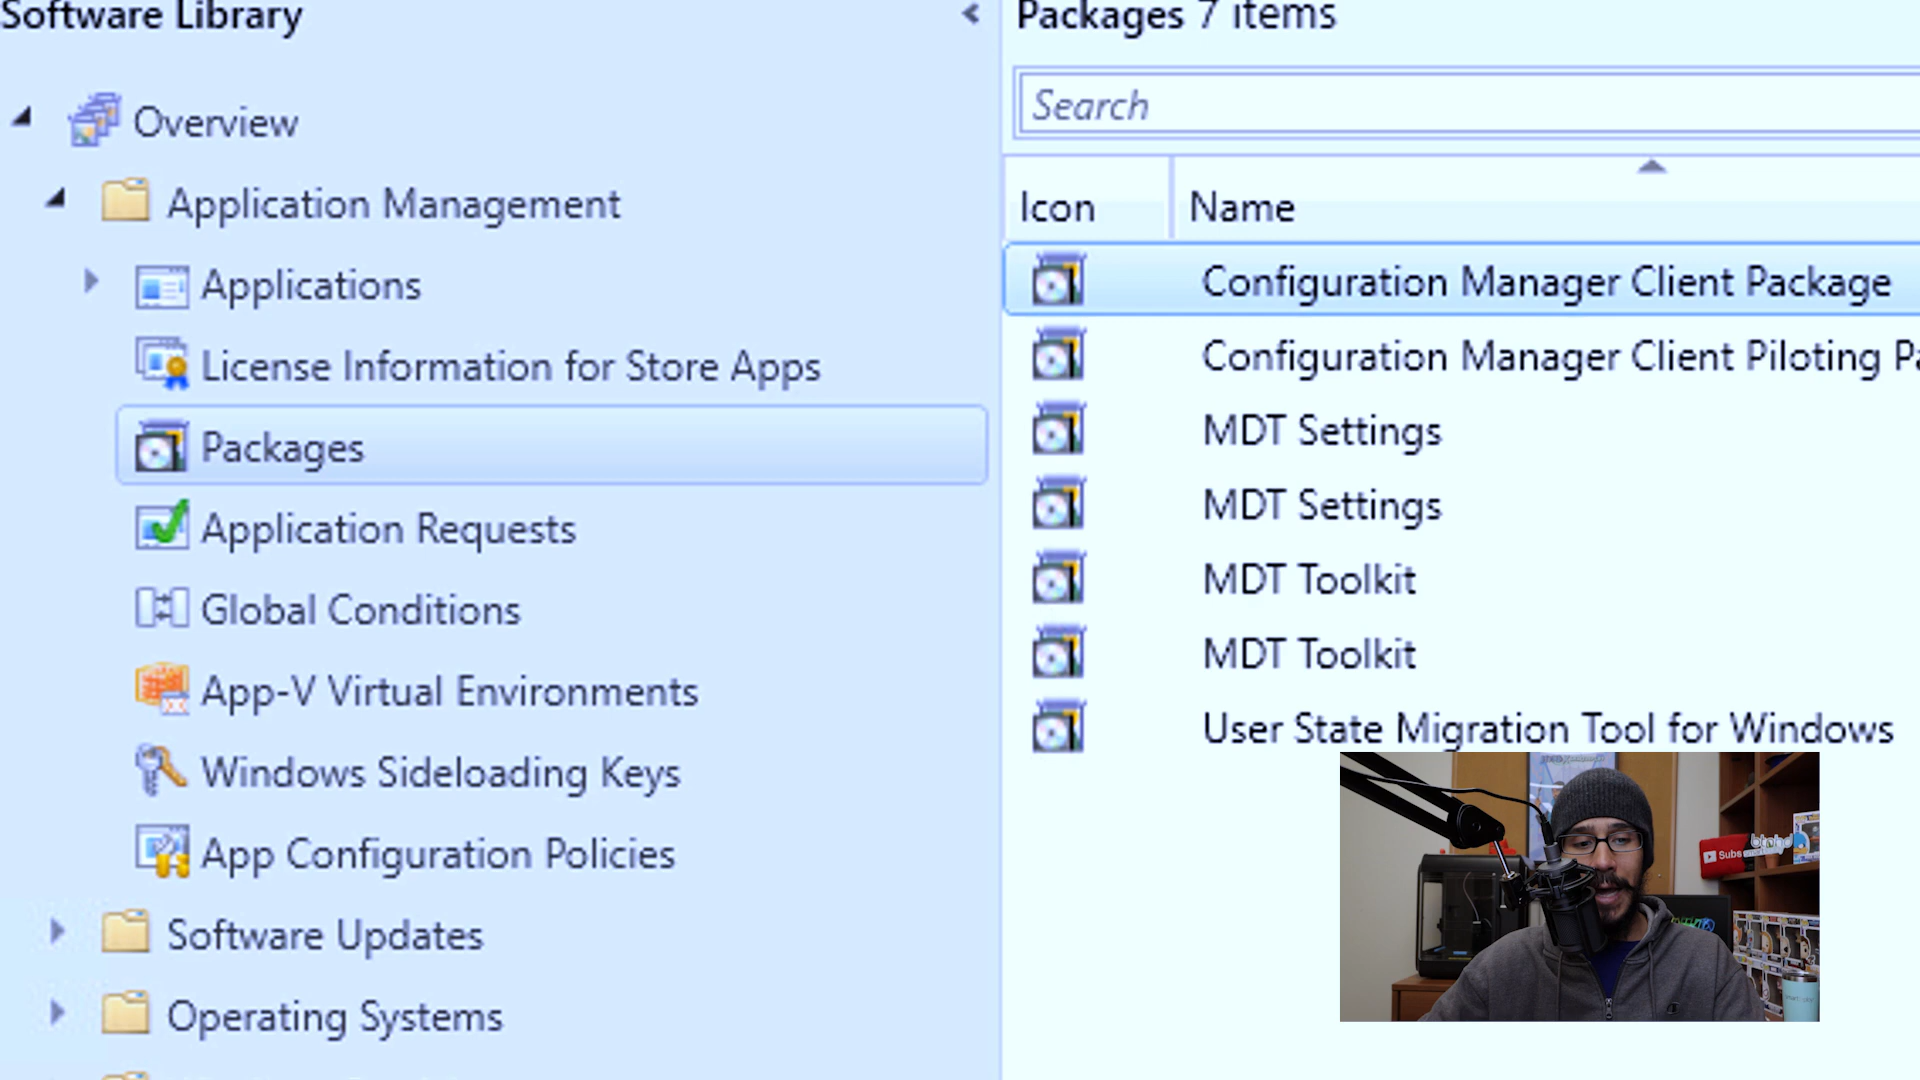 Software Library
Overview
Application Management
Applications
License Information for Store Apps
Packages
Application Requests
Global Conditions
App-V Virtual Environments
Windows Sideloading Keys
App Configuration Policies
Software Updates
Operating Systems
Packages 7 items
Search
Icon Name
Configuration Manager Client Package
Configuration Manager Client Piloting Pa
MDT Settings
MDT Settings
MDT Toolkit
MDT Toolkit
User State Migration Tool for Windows
Subs